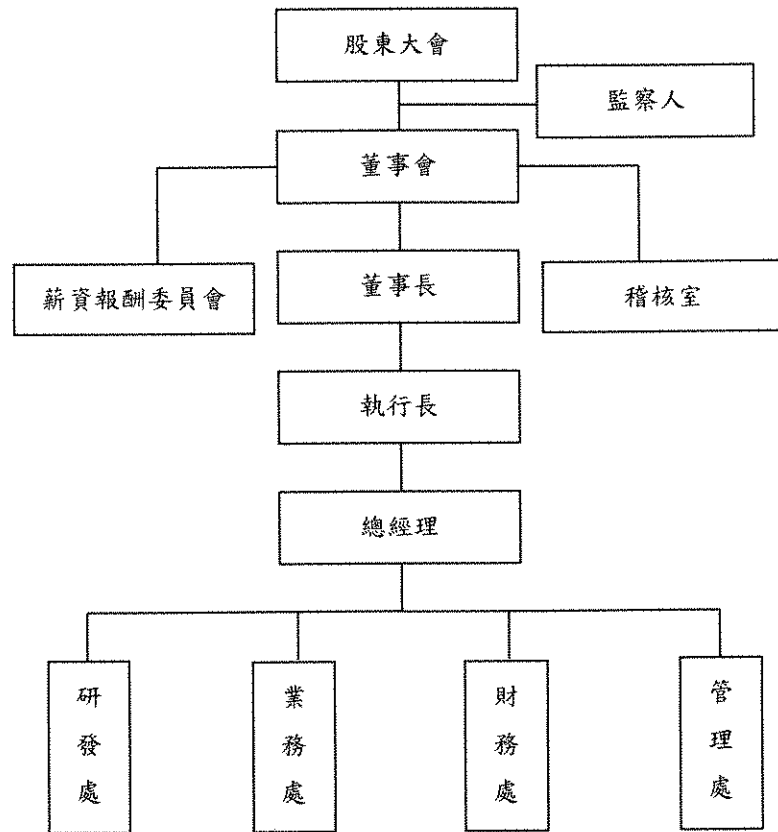 股東大會
監察人
董事會
薪資報酬委員會
董事長
稽核室
執行長
總經理
研發處
業務處
財務處
管理處